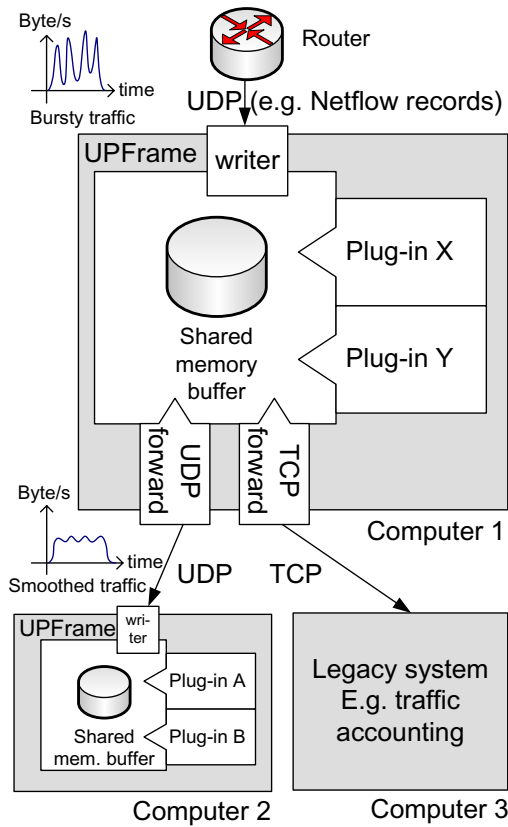 Byte/s
time
Bursty traffic
Router
UDP (e.g. Netflow records)
UPFrame
writer
Shared
memory
buffer
Plug-in X
Plug-in Y
UDP
forward
TCP
forward
Computer 1
Byte/s
time
Smoothed traffic
UDP
TCP
UPFrame
wri-
ter
Shared
mem. buffer
Plug-in A
Plug-in B
Computer 2
Legacy system
E.g. traffic
accounting
Computer 3